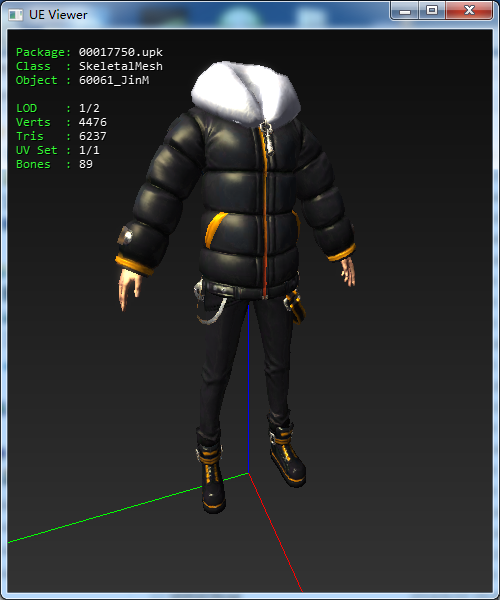 UE Viewer
Package: 00017750.upk
Class : SkeletalMesh
Object : 60061_JinM
LOD : 1/2
Verts : 4476
Tris : 6237
UV Set : 1/1
Bones : 89